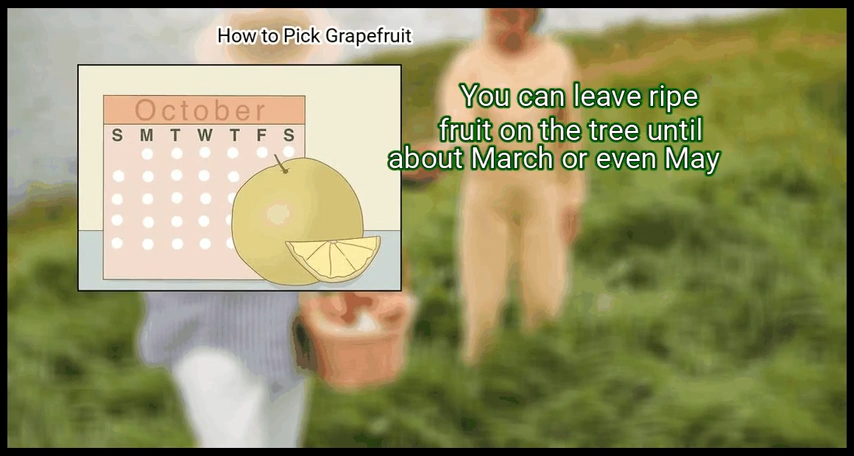 How to Pick Grapefruit
October
S M T W T F S
You can leave ripe
fruit on the tree until
about March or even May